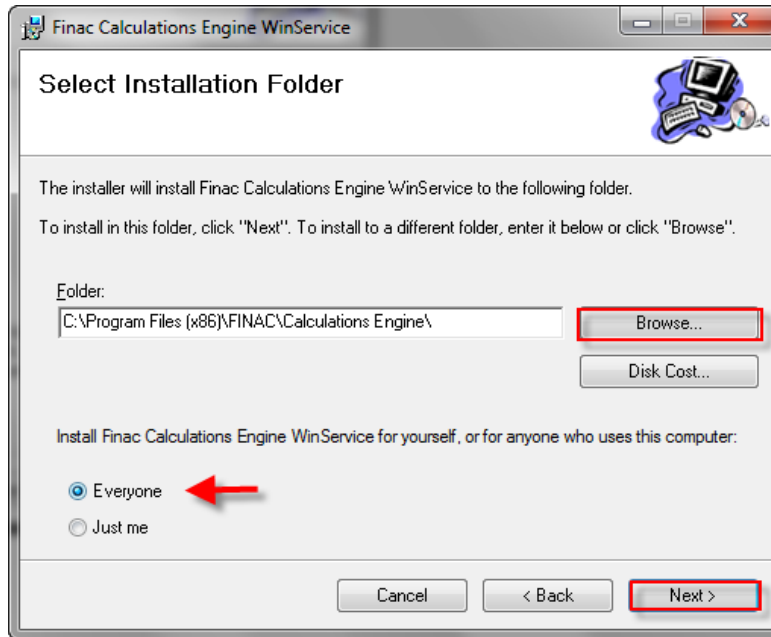 Finac Calculations Engine WinService
Select Installation Folder
The installer will install Finac Calculations Engine WinService to the following folder.
To install in this folder, click "Next". To install to a different folder, enter it below or click "Browse".
Folder:
C:\Program Files (x86)\FINAC\Calculations Engine\
Browse...
Disk Cost...
Install Finac Calculations Engine WinService for yourself, or for anyone who uses this computer:
Everyone
Just me
Cancel
< Back
Next >